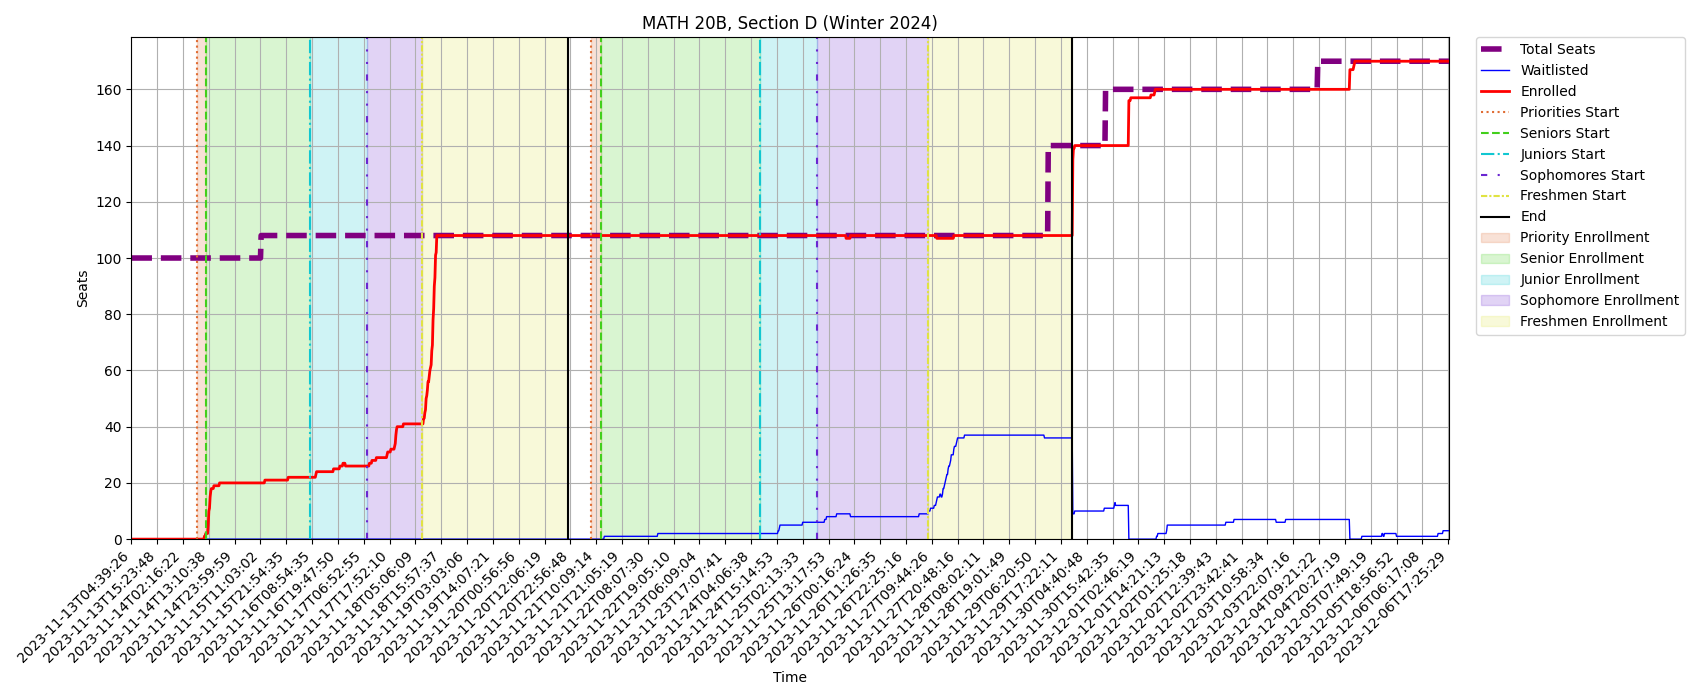 MATH 20B, Section D (Winter 2024)
Seats
160
140
120
100
80
60
40
20
0
2023-11-13T04:39:26
2023-11-13T15:23:48
2023-11-14T02:16:22
2023-11-14T13:10:38
2023-11-14T23:59:59
2023-11-15T11:03:02
2023-11-15T21:54:35
2023-11-16T08:54:35
2023-11-16T19:47:50
2023-11-17T06:52:55
2023-11-17T17:52:10
2023-11-18T05:06:09
2023-11-18T15:57:37
2023-11-19T03:03:06
2023-11-19T14:07:21
2023-11-20T00:56:56
2023-11-20T12:06:19
2023-11-20T22:56:48
2023-11-21T10:09:14
2023-11-21T21:05:19
2023-11-22T08:07:30
2023-11-22T19:05:10
2023-11-23T06:09:04
2023-11-23T17:07:41
2023-11-24T04:06:38
2023-11-24T15:14:53
2023-11-25T02:13:33
2023-11-25T13:17:53
2023-11-26T00:16:24
2023-11-26T11:26:35
2023-11-26T22:25:16
2023-11-27T09:44:26
2023-11-27T20:48:16
2023-11-28T08:02:11
2023-11-28T19:01:49
2023-11-29T06:20:50
2023-11-29T17:22:11
2023-11-30T04:40:48
2023-11-30T15:42:35
2023-12-01T02:46:19
2023-12-01T14:21:13
2023-12-02T01:25:18
2023-12-02T12:39:43
2023-12-02T23:42:41
2023-12-03T10:58:34
2023-12-03T22:07:16
2023-12-04T09:21:22
2023-12-04T20:27:19
2023-12-05T07:49:19
2023-12-05T18:56:52
2023-12-06T06:17:08
2023-12-06T17:25:29
Time
Total Seats
Waitlisted
Enrolled
Priorities Start
Seniors Start
Juniors Start
Sophomores Start
Freshmen Start
End
Priority Enrollment
Senior Enrollment
Junior Enrollment
Sophomore Enrollment
Freshmen Enrollment